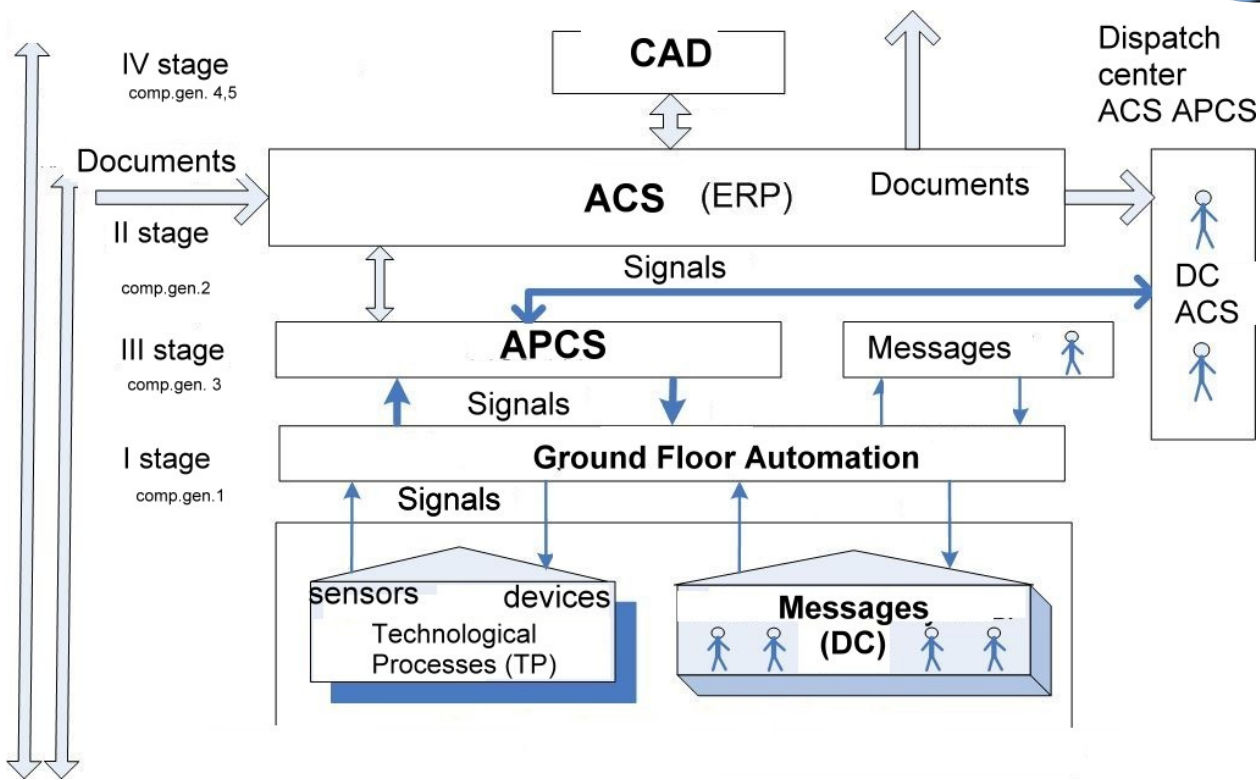 IV stage
comp.gen. 4,5
CAD
Dispatch
center
ACS APCS
Documents
ACS (ERP)
Documents
II stage
comp.gen.2
Signals
DC
ACS
III stage
comp.gen. 3
APCS
Messages
Signals
I stage
comp.gen.1
Ground Floor Automation
Signals
sensors
devices
Technological
Processes (TP)
Messages
(DC)